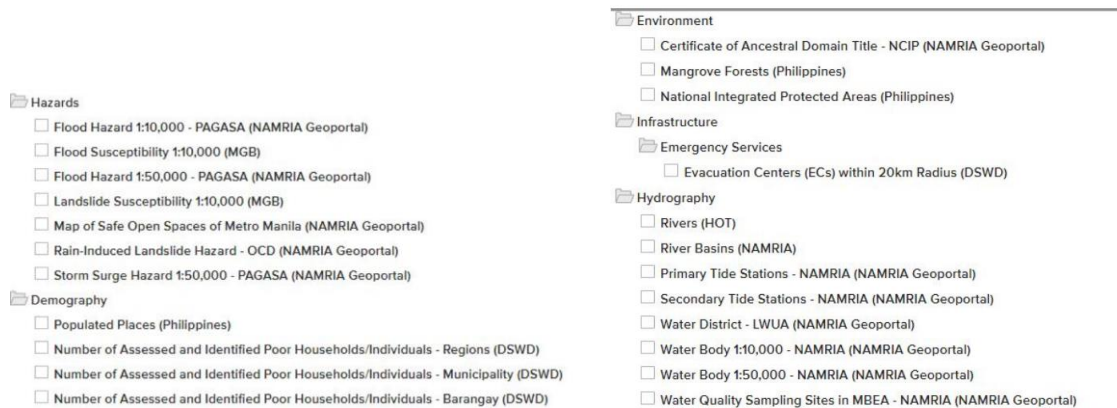 Hazards
Flood Hazard 1:10,000 - PAGASA (NAMRIA Geoportal)
Flood Susceptibility 1:10,000 (MGB)
Flood Hazard 1:50,000 - PAGASA (NAMRIA Geoportal)
Landslide Susceptibility 1:10,000 (MGB)
Map of Safe Open Spaces of Metro Manila (NAMRIA Geoportal)
Rain-Induced Landslide Hazard - OCD (NAMRIA Geoportal)
Storm Surge Hazard 1:50,000 - PAGASA (NAMRIA Geoportal)
Demography
Populated Places (Philippines)
Number of Assessed and Identified Poor Households/Individuals - Regions (DSWD)
Number of Assessed and Identified Poor Households/Individuals - Municipality (DSWD)
Number of Assessed and Identified Poor Households/Individuals - Barangay (DSWD)
Environment
Certificate of Ancestral Domain Title - NCIP (NAMRIA Geoportal)
Mangrove Forests (Philippines)
National Integrated Protected Areas (Philippines)
Infrastructure
Emergency Services
Evacuation Centers (ECs) within 20km Radius (DSWD)
Hydrography
Rivers (HOT)
River Basins (NAMRIA)
Primary Tide Stations - NAMRIA (NAMRIA Geoportal)
Secondary Tide Stations - NAMRIA (NAMRIA Geoportal)
Water District - LWUA (NAMRIA Geoportal)
Water Body 1:10,000 - NAMRIA (NAMRIA Geoportal)
Water Body 1:50,000 - NAMRIA (NAMRIA Geoportal)
Water Quality Sampling Sites in MBEA - NAMRIA (NAMRIA Geoportal)